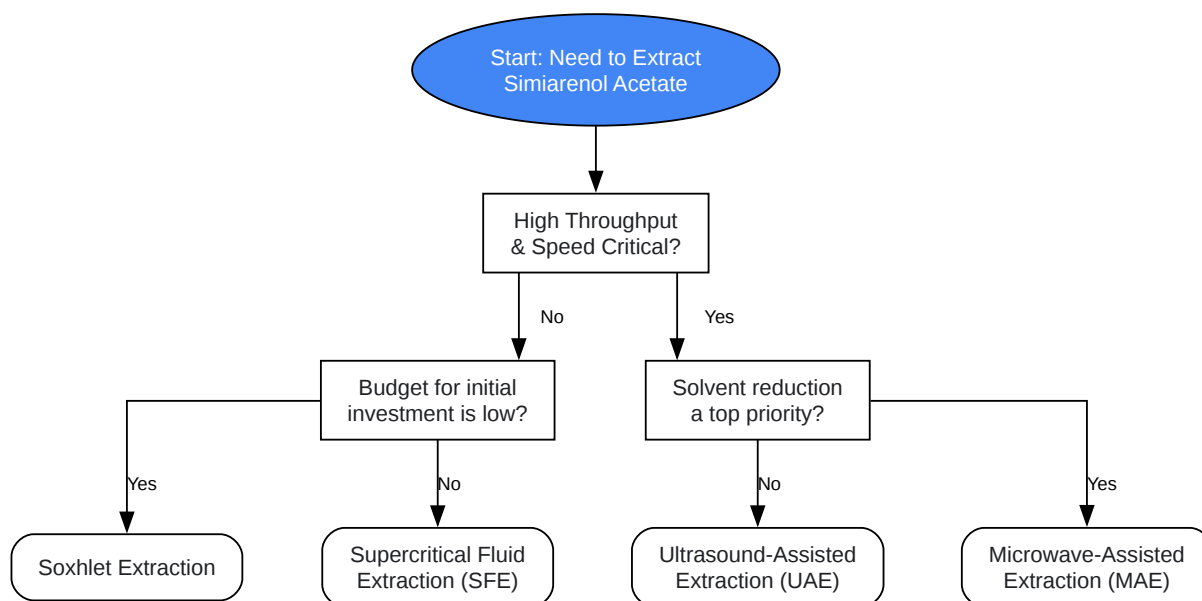 Start: Need to Extract
Simiarenol Acetate
High Throughput
& Speed Critical?
No
Yes
Budget for initial
investment is low?
Solvent reduction
a top priority?
Yes
No
No
Yes
Soxhlet Extraction
Supercritical Fluid
Extraction (SFE)
Ultrasound-Assisted
Extraction (UAE)
Microwave-Assisted
Extraction (MAE)